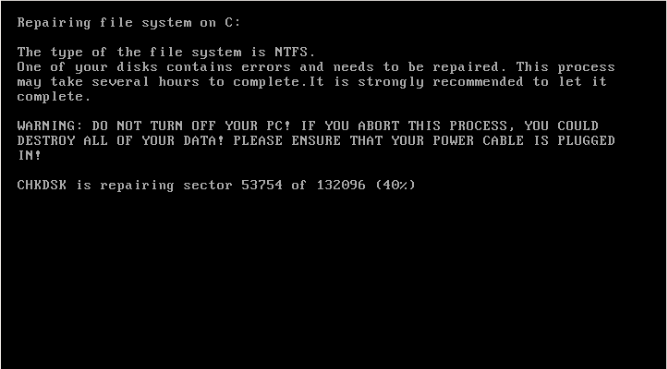 Repairing file system on C:
The type of the file system is NTFS.
One of your disks contains errors and needs to be repaired. This process
may take several hours to complete.It is strongly recommended to let it
complete.
WARNING: DO NOT TURN OFF YOUR PC! IF YOU ABORT THIS PROCESS, YOU COULD
DESTROY ALL OF YOUR DATA! PLEASE ENSURE THAT YOUR POWER CABLE IS PLUGGED
IN!
CHKDSK is repairing sector 53754 of 132096 (40%)